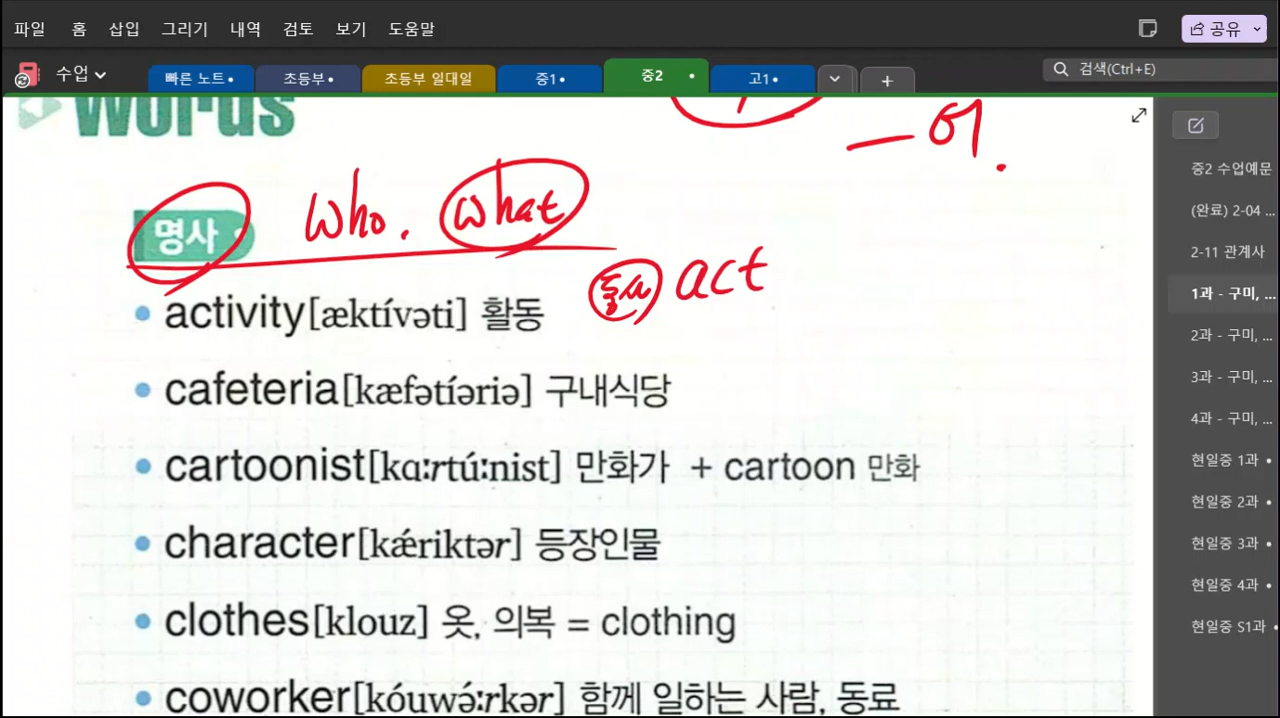 파일 홈 삽입 그리기 내역 검토 보기 도움말 공유
수업 빠른 노트 초등부 초등부 일대일 중1 중2 고1 + 검색(Ctrl+E)
Words
명사 who. what
동사 act
activity[æktívəti] 활동
cafeteria[kæfətíəriə] 구내식당
cartoonist[kɑːrtúːnist] 만화가 + cartoon 만화
character[kǽriktər] 등장인물
clothes[klouz] 옷, 의복 = clothing
coworker[kóuwə́ːrkər] 함께 일하는 사람, 동료
중2 수업예문
(완료) 2-04 ...
2-11 관계사
1과 - 구미, ...
2과 - 구미, ...
3과 - 구미, ...
4과 - 구미, ...
현일중 1과
현일중 2과
현일중 3과
현일중 4과
현일중 S1과